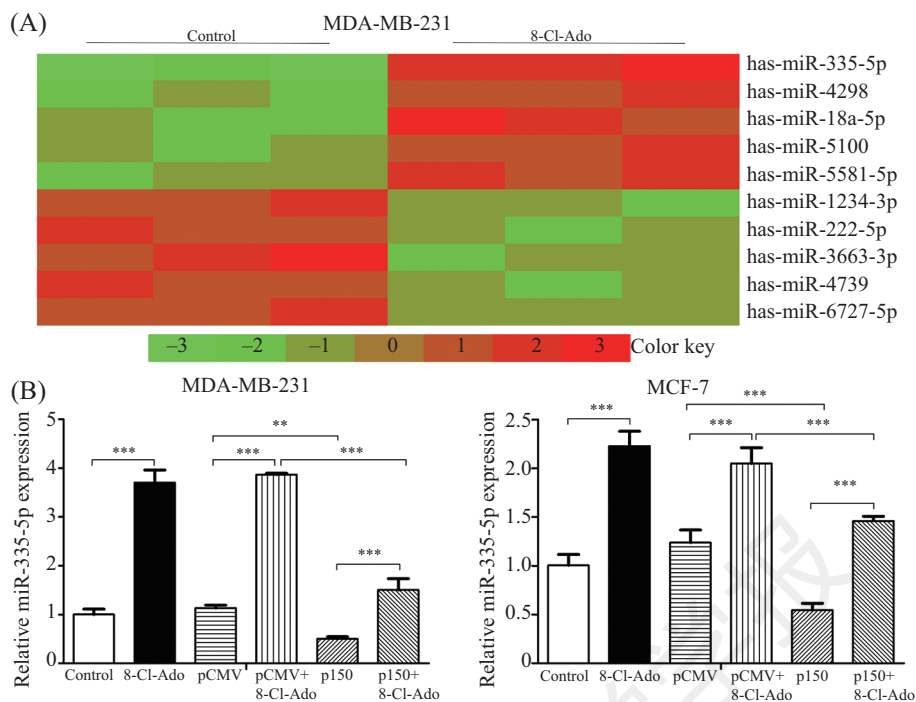 (A)
MDA-MB-231
Control
8-Cl-Ado
has-miR-335-5p
has-miR-4298
has-miR-18a-5p
has-miR-5100
has-miR-5581-5p
has-miR-1234-3p
has-miR-222-5p
has-miR-3663-3p
has-miR-4739
has-miR-6727-5p
–3 –2 –1 0 1 2 3 Color key
(B)
MDA-MB-231
Relative miR-335-5p expression
5
4
3
2
1
0
***
**
***
***
***
Control 8-Cl-Ado pCMV pCMV+ p150 p150+
8-Cl-Ado 8-Cl-Ado
MCF-7
Relative miR-335-5p expression
2.5
2.0
1.5
1.0
0.5
0
***
***
***
***
***
Control 8-Cl-Ado pCMV pCMV+ p150 p150+
8-Cl-Ado 8-Cl-Ado
学报